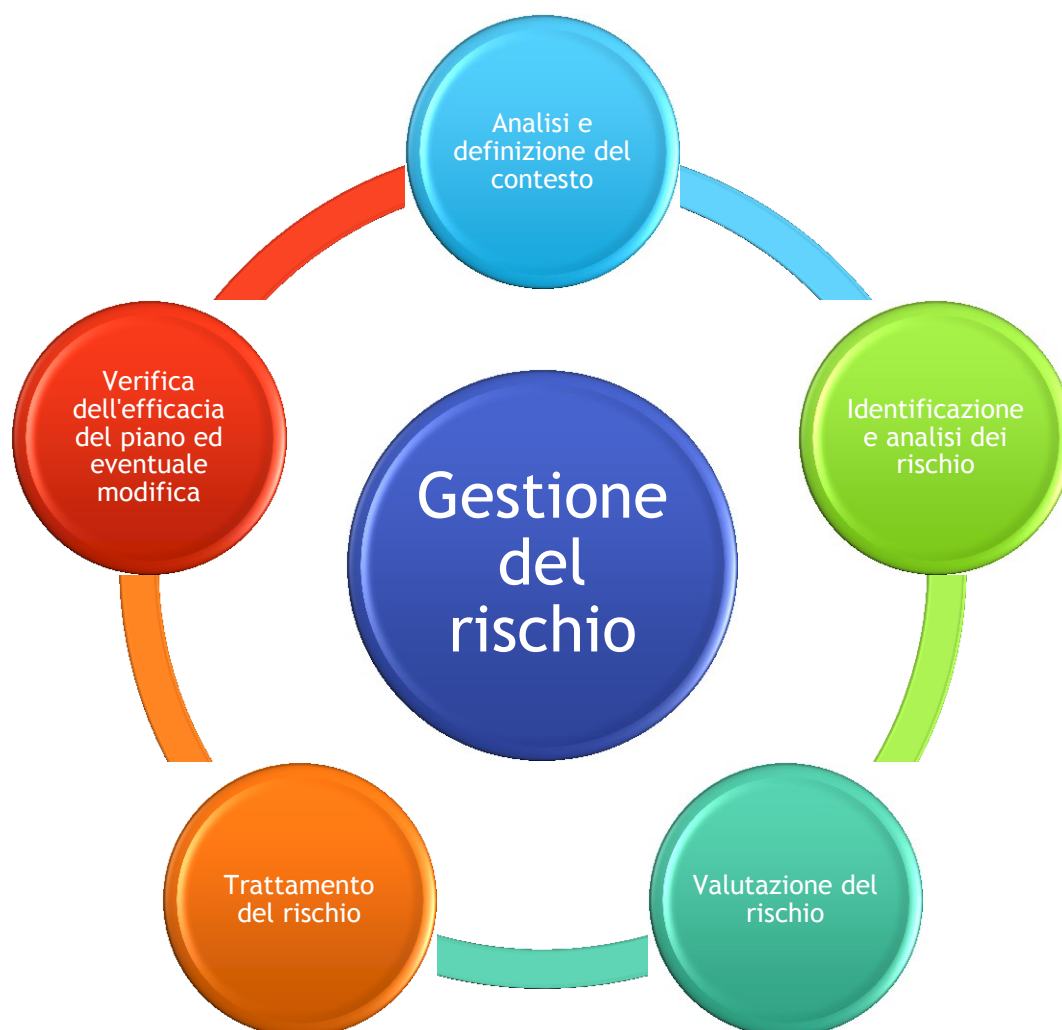 Analisi e
definizione del
contesto
Identificazione
e analisi dei
rischio
Valutazione del
rischio
Trattamento
del rischio
Verifica
dell'efficacia
del piano ed
eventuale
modifica
Gestione
del
rischio